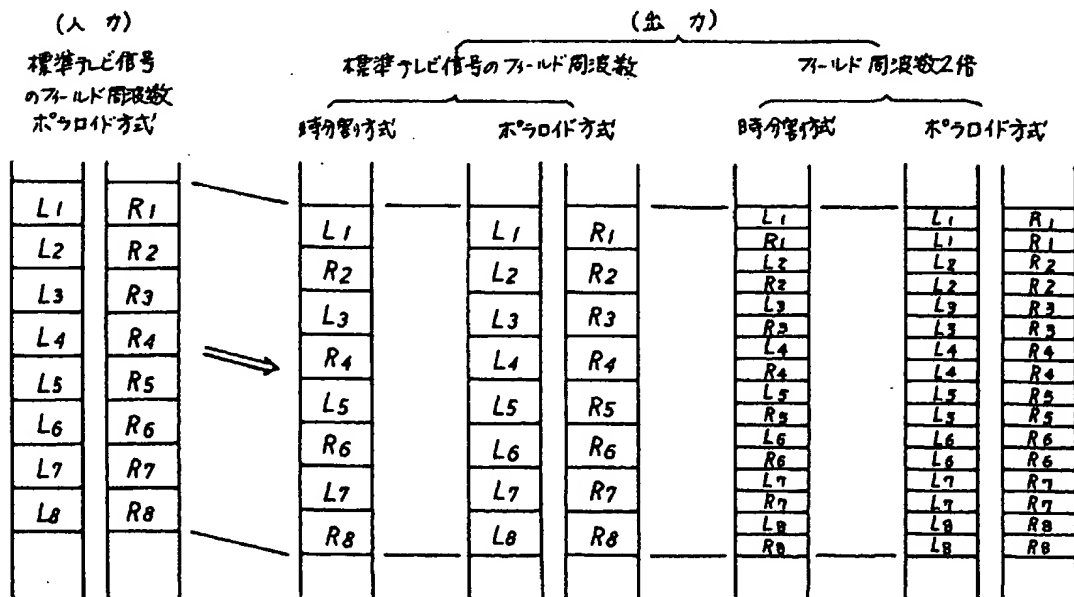 (入 力)
標準テレビ信号
のフィールド周波数
ポラロイド方式
(出 力)
標準テレビ信号のフィールド周波数
フィールド周波数2倍
時分割方式
ポラロイド方式
時分割方式
ポラロイド方式
L1 R1
L2 R2
L3 R3
L4 R4
L5 R5
L6 R6
L7 R7
L8 R8
L1
R2
L3
R4
L5
R6
L7
R8
L1 R1
L2 R2
L3 R3
L4 R4
L5 R5
L6 R6
L7 R7
L8 R8
L1
R1
L2
R2
L3
R3
L4
R4
L5
R5
L6
R6
L7
R7
L8
R8
L1 R1
L1 R1
L2 R2
L2 R2
L3 R3
L3 R3
L4 R4
L4 R4
L5 R5
L5 R5
L6 R6
L6 R6
L7 R7
L7 R7
L8 R8
L8 R8